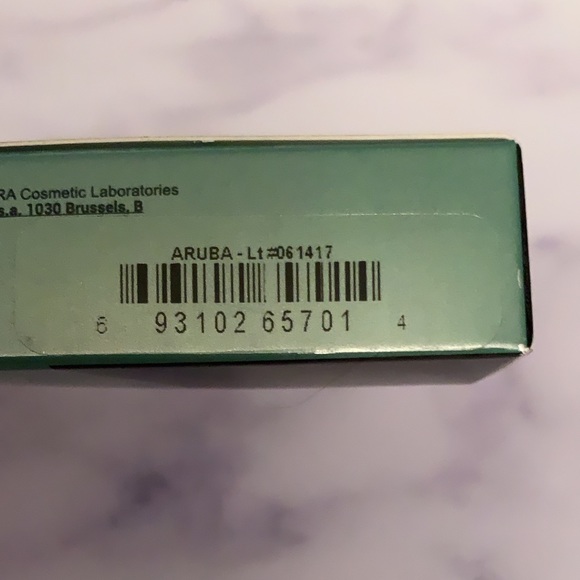 RA Cosmetic Laboratories
s.a. 1030 Brussels, B
ARUBA - Lt #061417
6 93102 65701 4